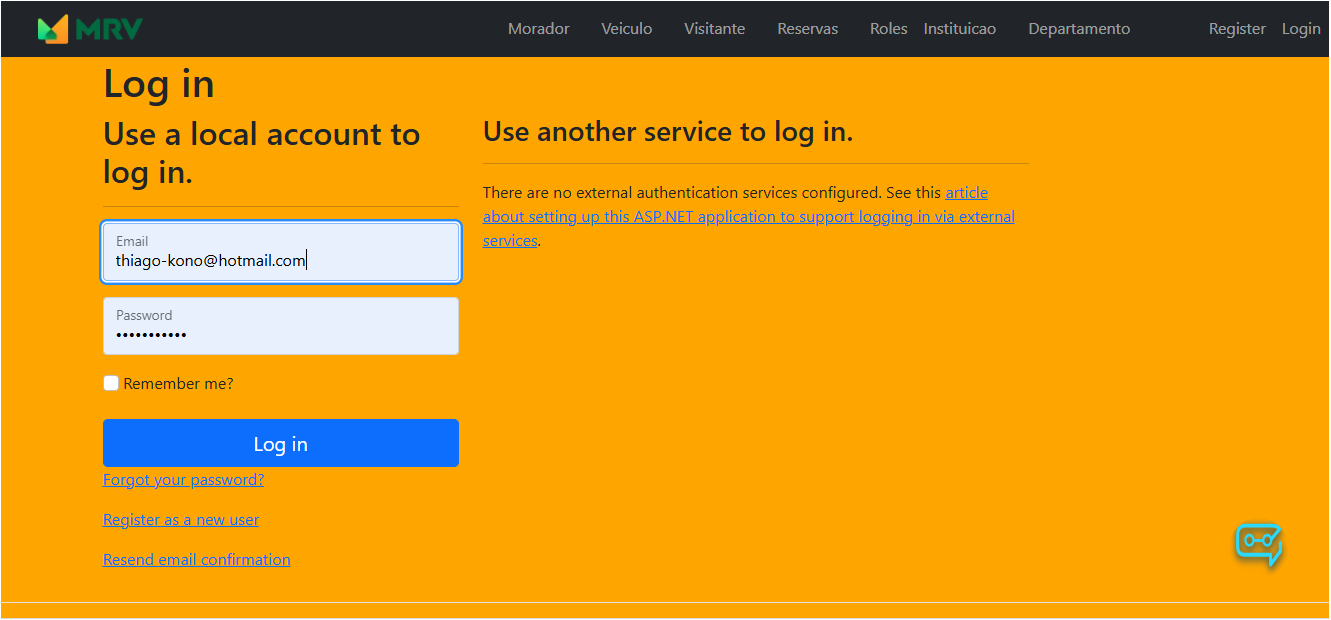 MRV
Morador Veiculo Visitante Reservas Roles Instituicao Departamento Register Login
Log in
Use a local account to
log in.
Email
thiago-kono@hotmail.com
Password
•••••••••••
Remember me?
Log in
Forgot your password?
Register as a new user
Resend email confirmation
Use another service to log in.
There are no external authentication services configured. See this article
about setting up this ASP.NET application to support logging in via external
services.